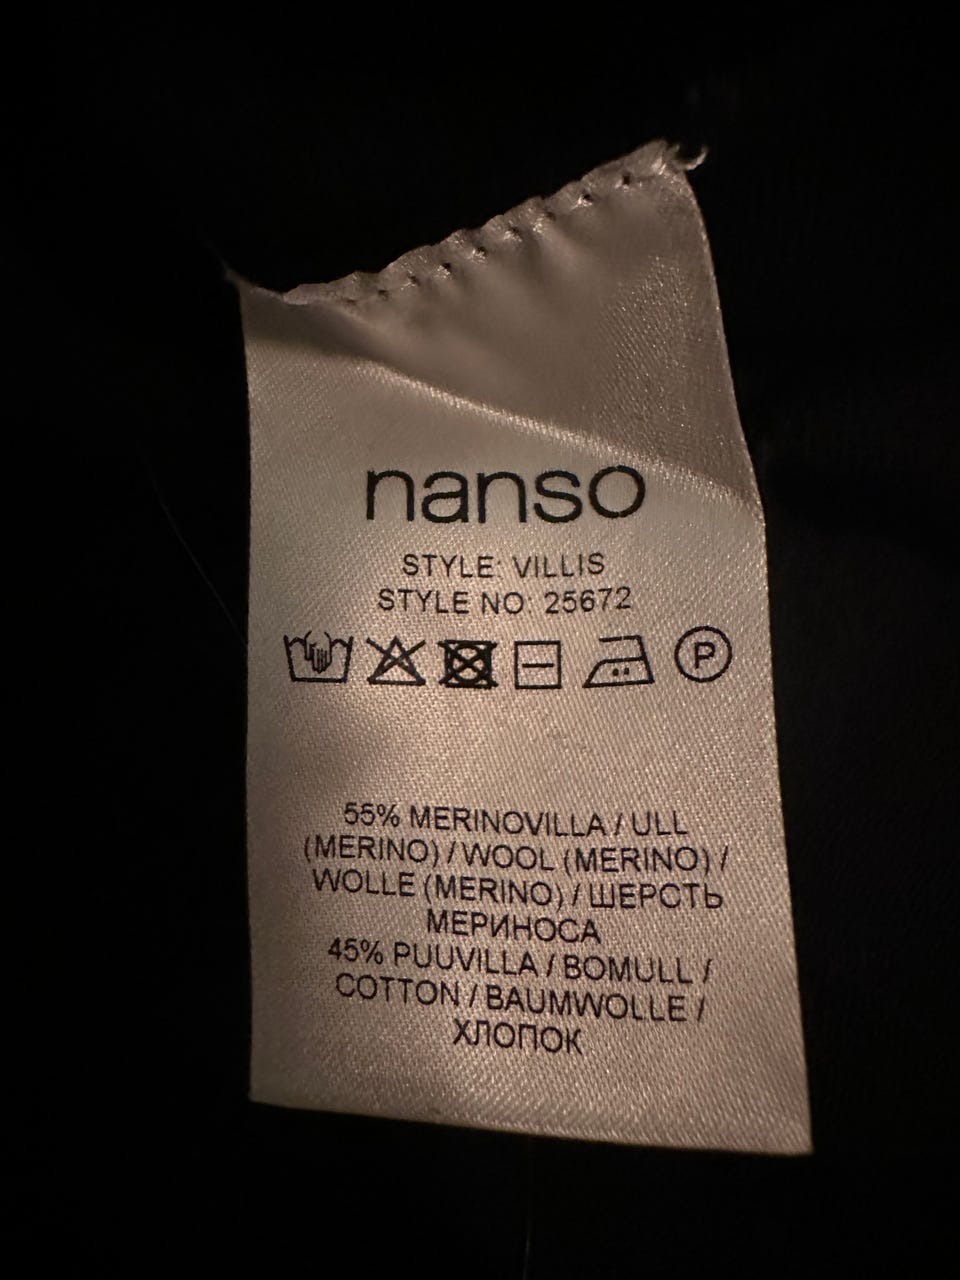 nanso
STYLE: VILLIS
STYLE NO: 25672
P
55% MERINOVILLA / ULL
(MERINO) / WOOL (MERINO) /
WOLLE (MERINO) / ШЕРСТЬ
МЕРИНОСА
45% PUUVILLA / BOMULL /
COTTON / BAUMWOLLE /
ХЛОПОК